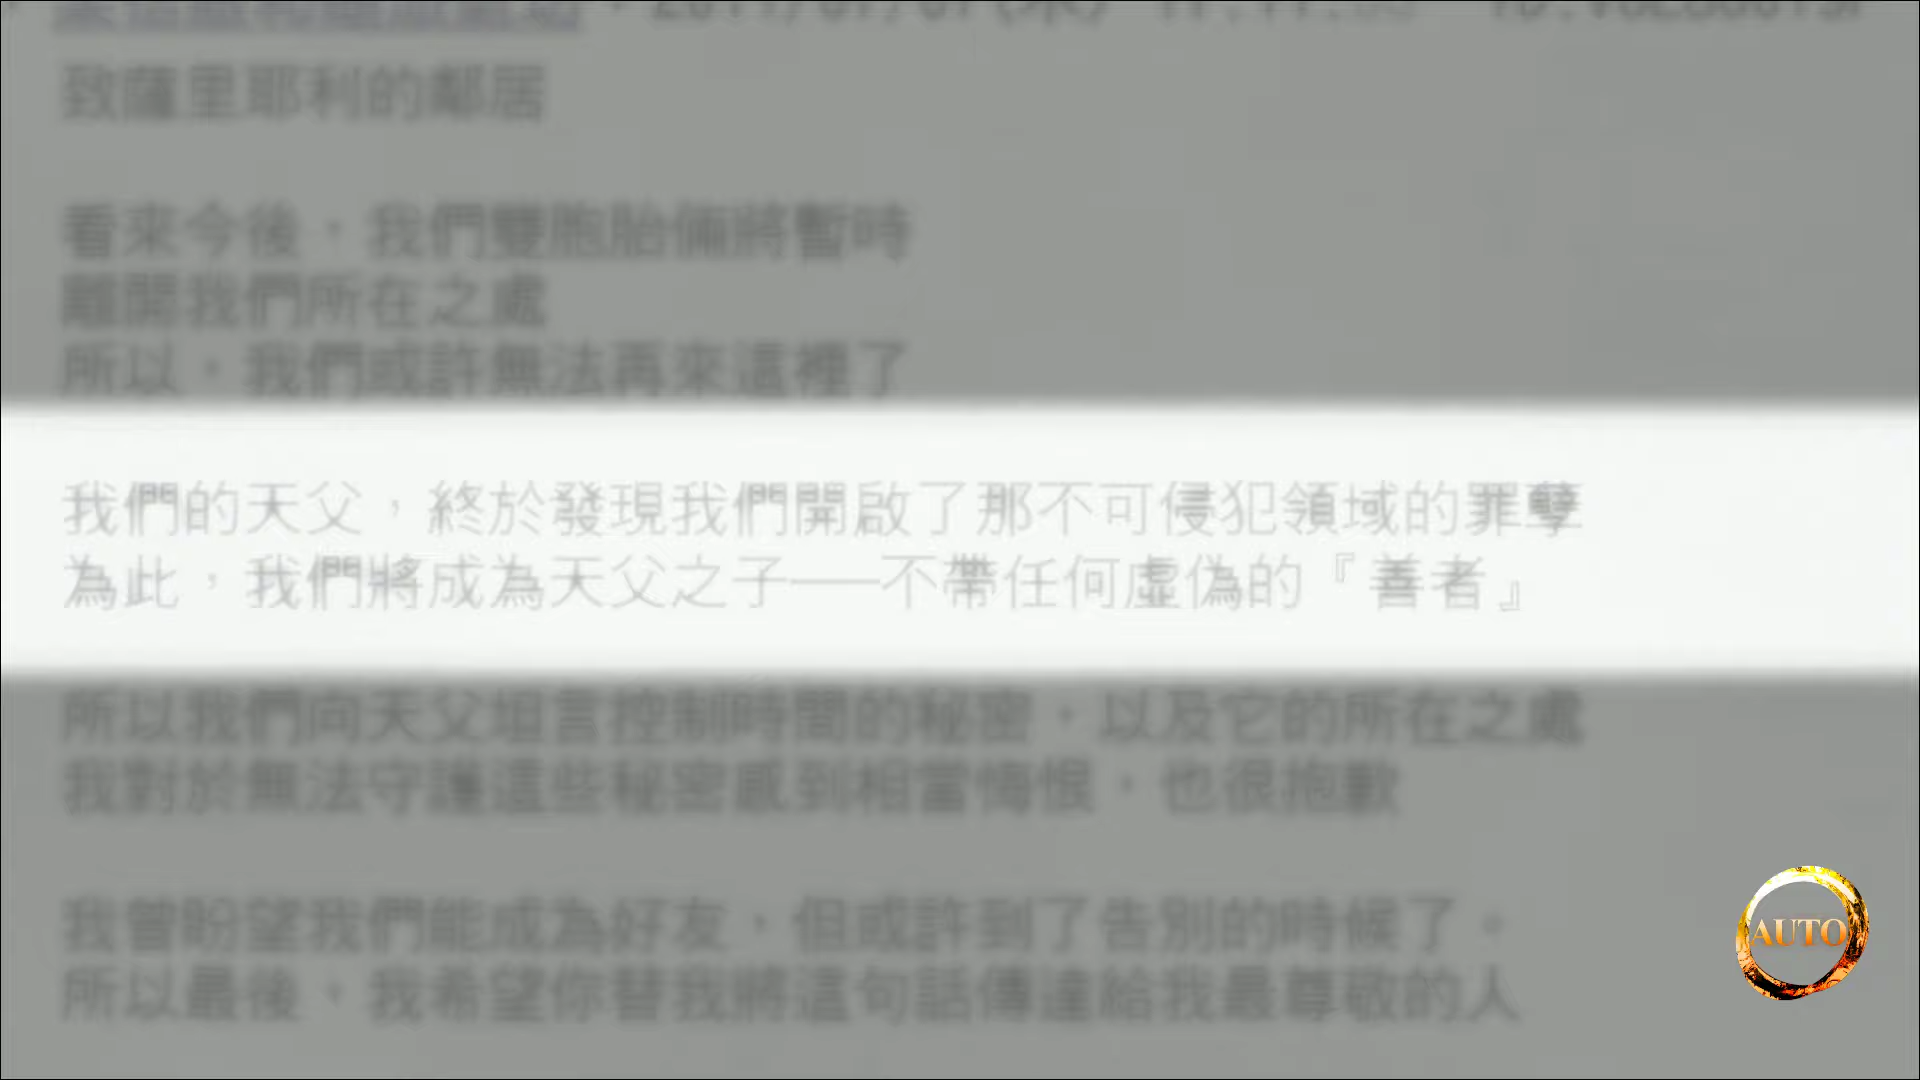 致薩里耶利的鄰居
看來今後，我們雙胞胎倆將暫時
離開我們所在之處
所以，我們或許無法再來這裡了
我們的天父，終於發現我們開啟了那不可侵犯領域的罪孽
為此，我們將成為天父之子──不帶任何虛偽的『善者』
所以我們向天父坦言控制時間的秘密，以及它的所在之處
我對於無法守護這些秘密感到相當悔恨，也很抱歉
我曾盼望我們能成為好友，但或許到了告別的時候了。
所以最後，我希望你替我將這句話傳達給我最尊敬的人
AUTO